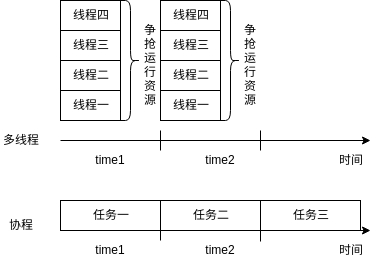 线程四
线程三
线程二
线程一
争抢运行资源
线程四
线程三
线程二
线程一
争抢运行资源
多线程
time1
time2
时间
协程
任务一
任务二
任务三
time1
time2
时间